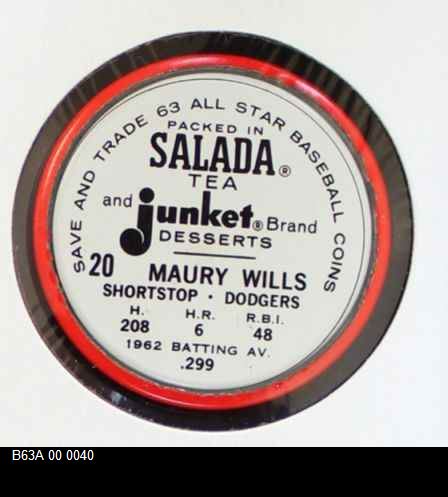 SAVE AND TRADE 63 ALL STAR BASEBALL COINS
PACKED IN
SALADA®
TEA
and junket® Brand
DESSERTS
20 MAURY WILLS
SHORTSTOP · DODGERS
H. H.R. R.B.I.
208 6 48
1962 BATTING AV.
.299
B63A 00 0040